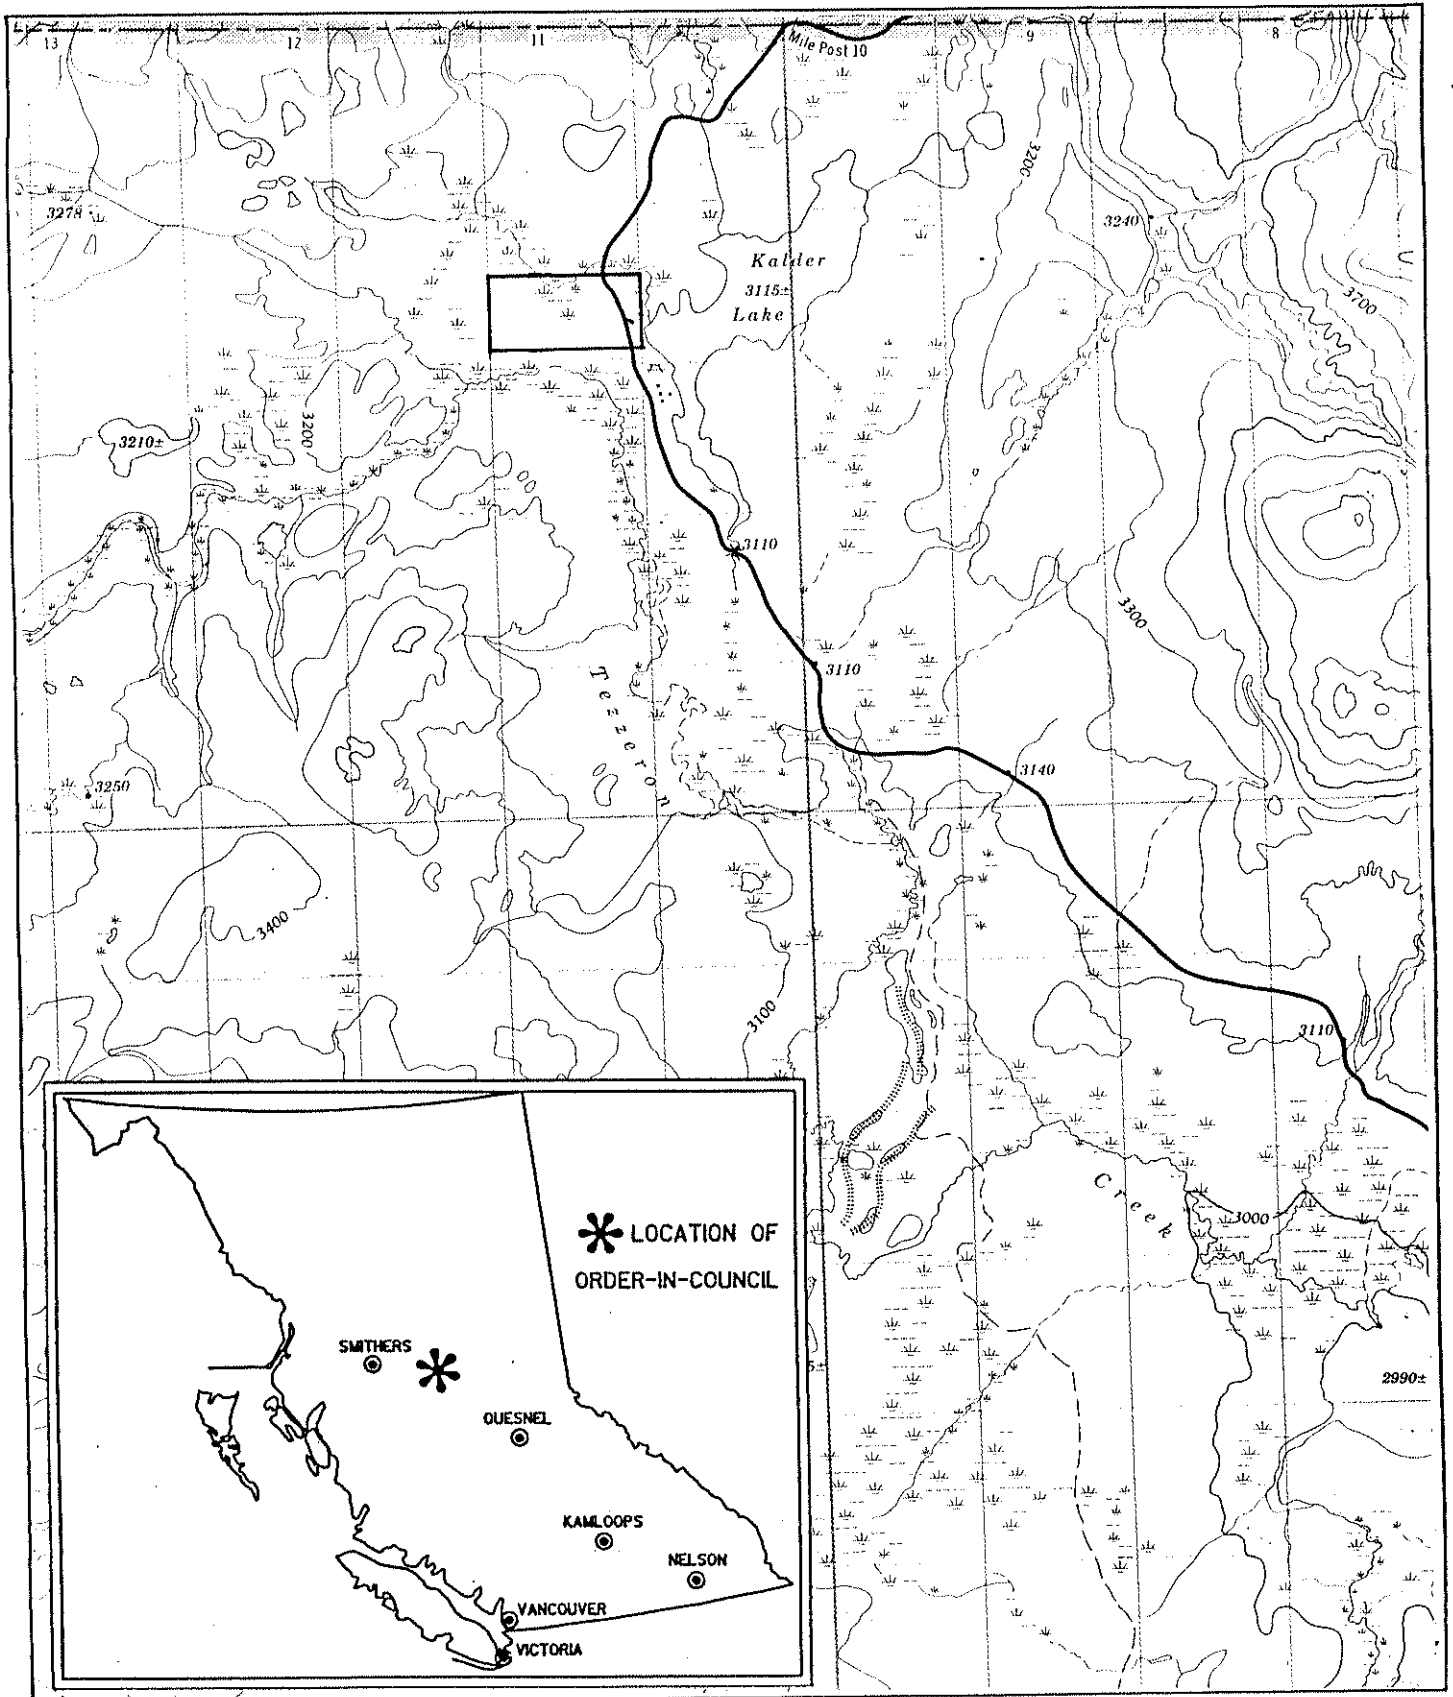 13
12
11
9
8
Mile Post 10
3200
3278
3240
Kalder
3115±
Lake
3700
3200
3210±
3110
3300
3110
Tezzeron
3140
3250
3400
3100
3110
Creek
3000
5±
2990±
LOCATION OF
ORDER-IN-COUNCIL
SMITHERS
QUESNEL
KAMLOOPS
NELSON
VANCOUVER
VICTORIA